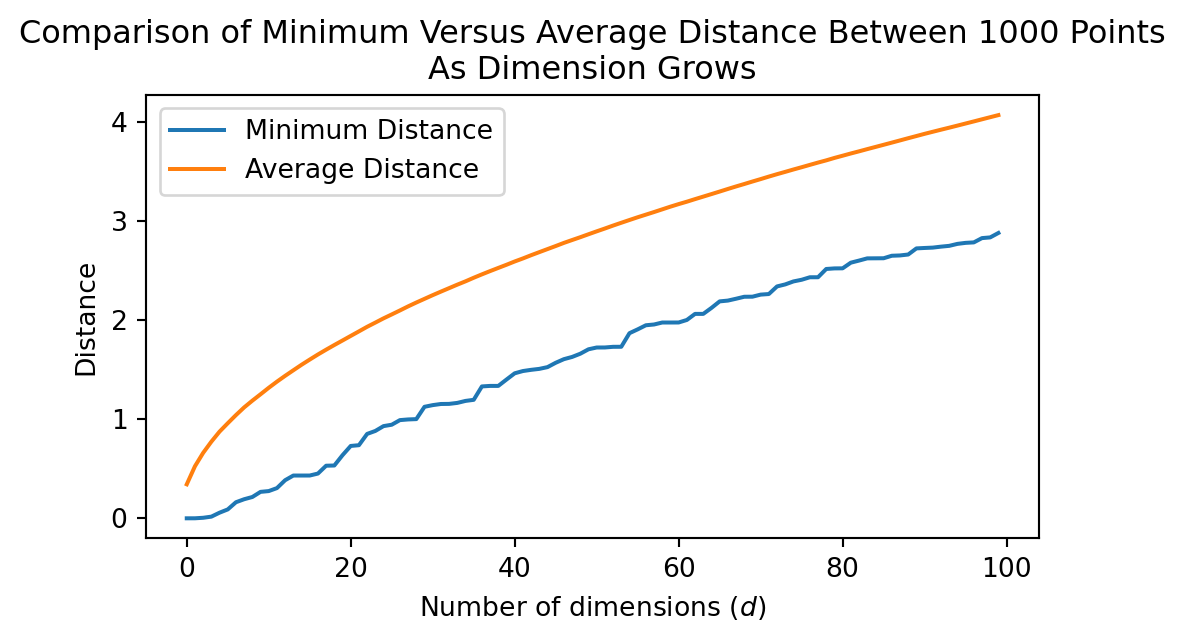 Comparison of Minimum Versus Average Distance Between 1000 Points
As Dimension Grows
Minimum Distance
Average Distance
4
3
2
1
0
Distance
0 20 40 60 80 100
Number of dimensions (d)